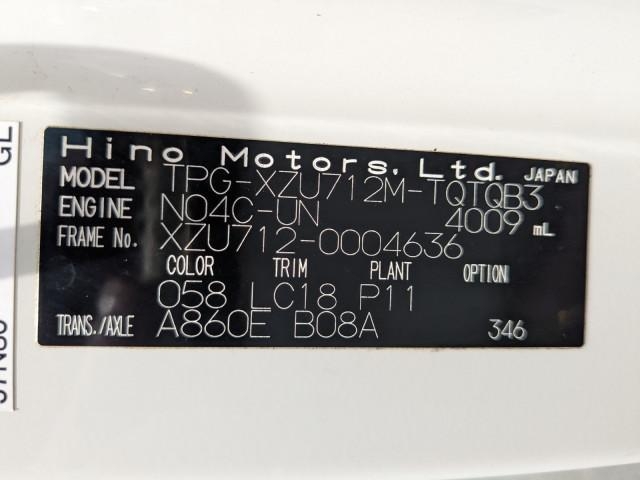 Hino Motors, Ltd. JAPAN
MODEL TPG-XZU712M-TQTQB3
ENGINE N04C-UN 4009 mL
FRAME No. XZU712-0004636
COLOR TRIM PLANT OPTION
058 LC18 P11
TRANS./AXLE A860E B08A 346
GL